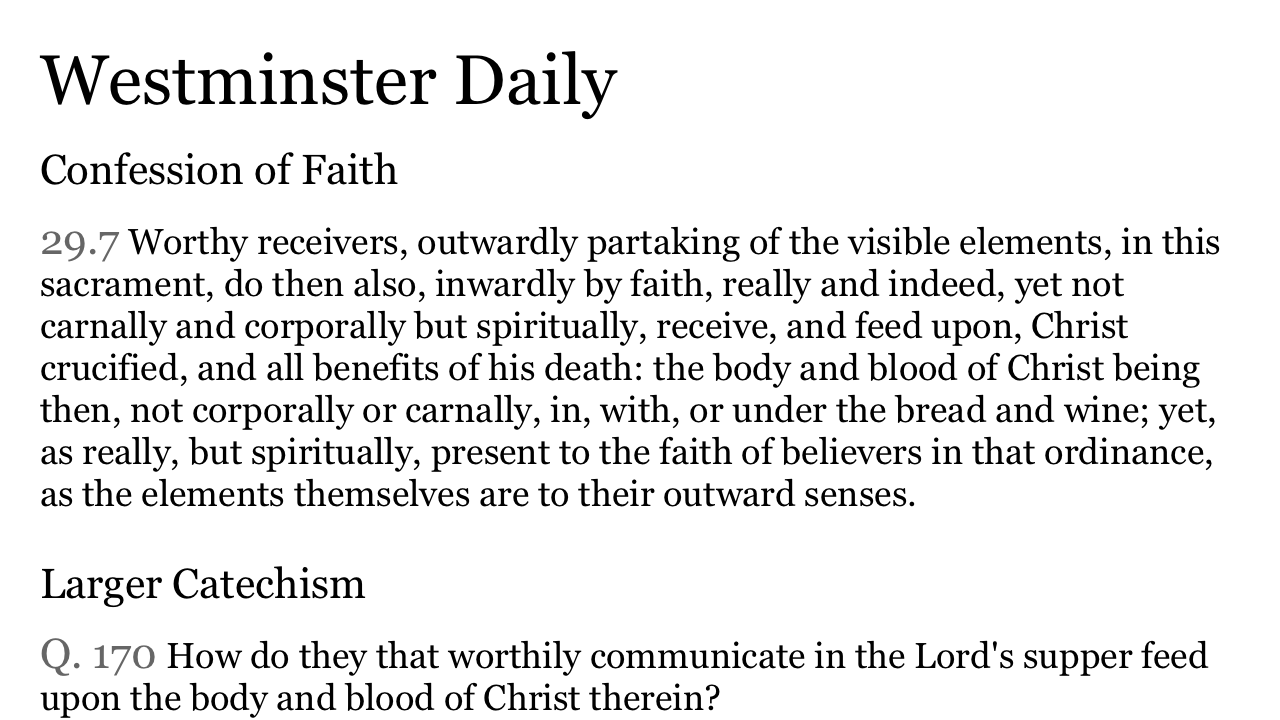 Westminster Daily
Confession of Faith
29.7 Worthy receivers, outwardly partaking of the visible elements, in this
sacrament, do then also, inwardly by faith, really and indeed, yet not
carnally and corporally but spiritually, receive, and feed upon, Christ
crucified, and all benefits of his death: the body and blood of Christ being
then, not corporally or carnally, in, with, or under the bread and wine; yet,
as really, but spiritually, present to the faith of believers in that ordinance,
as the elements themselves are to their outward senses.
Larger Catechism
Q. 170 How do they that worthily communicate in the Lord's supper feed
upon the body and blood of Christ therein?